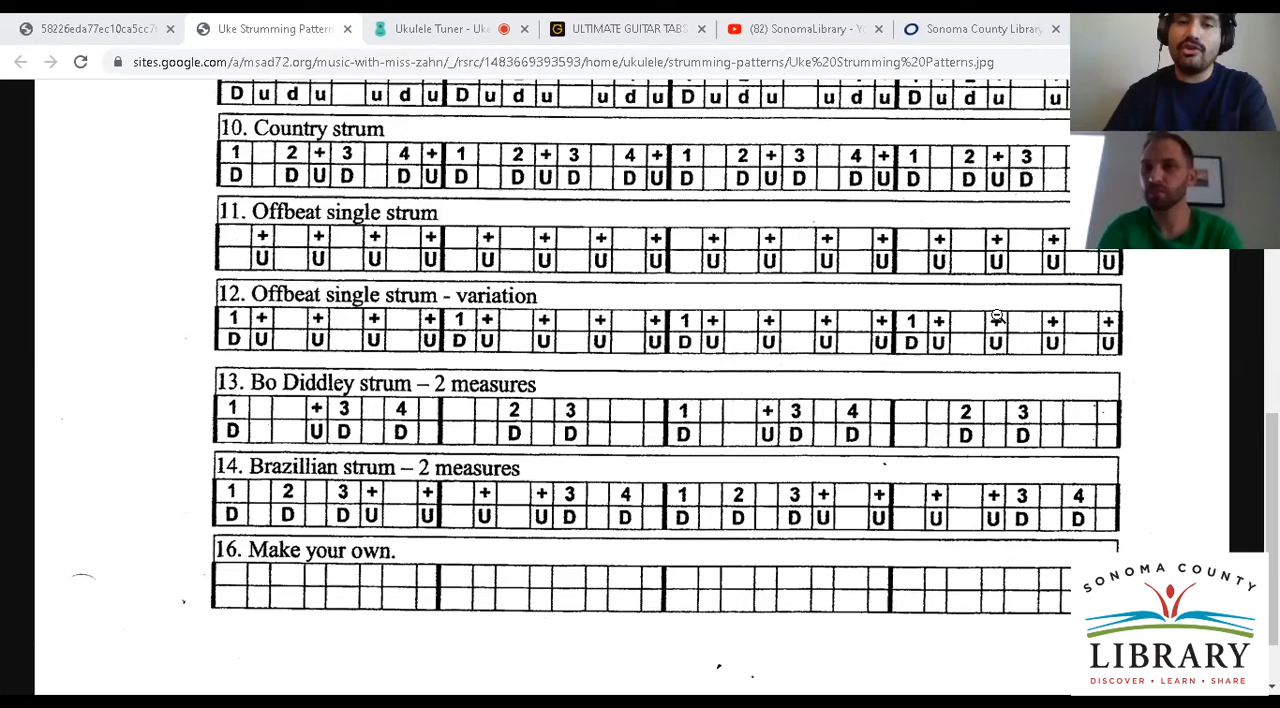 58226eda77ec10ca5cc7
Uke Strumming Pattern
Ukulele Tuner - Uk
ULTIMATE GUITAR TABS
(82) SonomaLibrary - Yo
Sonoma County Library
sites.google.com/a/msad72.org/music-with-miss-zahn/_/rsrc/1483669393593/home/ukulele/strumming-patterns/Uke%20Strumming%20Patterns.jpg
D u d u u d u D u d u u d u D u d u u d u D u d u u
10. Country strum
1 2 + 3 4 + 1 2 + 3 4 + 1 2 + 3 4 + 1 2 + 3
D D U D D U D D U D D U D D U D D U D D U D
11. Offbeat single strum
+ + + + + + + + + + + + + + +
U U U U U U U U U U U U U U U U
12. Offbeat single strum - variation
1 + + + + 1 + + + + 1 + + + + 1 + + + +
D U U U U D U U U U D U U U U D U U U U
13. Bo Diddley strum – 2 measures
1 + 3 4 2 3 1 + 3 4 2 3
D U D D D D D U D D D D
14. Brazillian strum – 2 measures
1 2 3 + + + + 3 4 1 2 3 + + + + 3 4
D D D U U U U D D D D D U U U U D D
16. Make your own.
SONOMA COUNTY
LIBRARY
DISCOVER • LEARN • SHARE